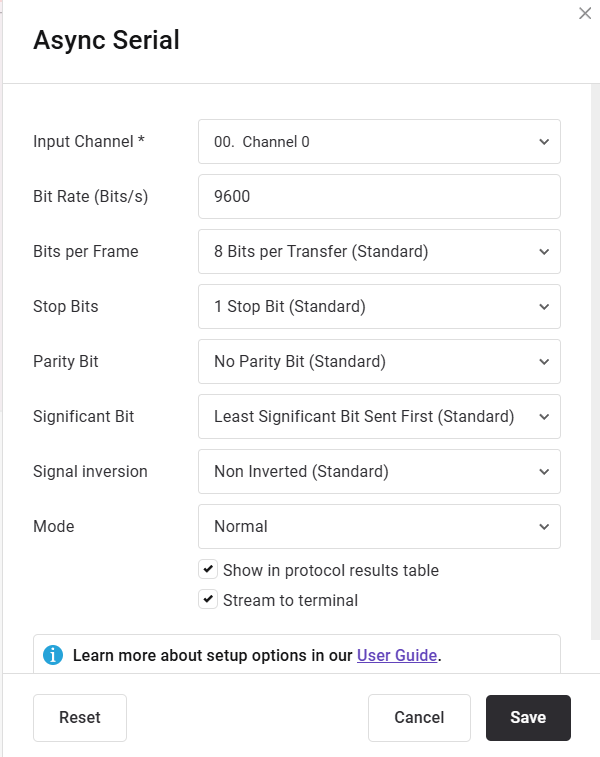 Async Serial
Input Channel * 00. Channel 0
Bit Rate (Bits/s) 9600
Bits per Frame 8 Bits per Transfer (Standard)
Stop Bits 1 Stop Bit (Standard)
Parity Bit No Parity Bit (Standard)
Significant Bit Least Significant Bit Sent First (Standard)
Signal inversion Non Inverted (Standard)
Mode Normal
Show in protocol results table
Stream to terminal
Learn more about setup options in our User Guide.
Reset Cancel Save